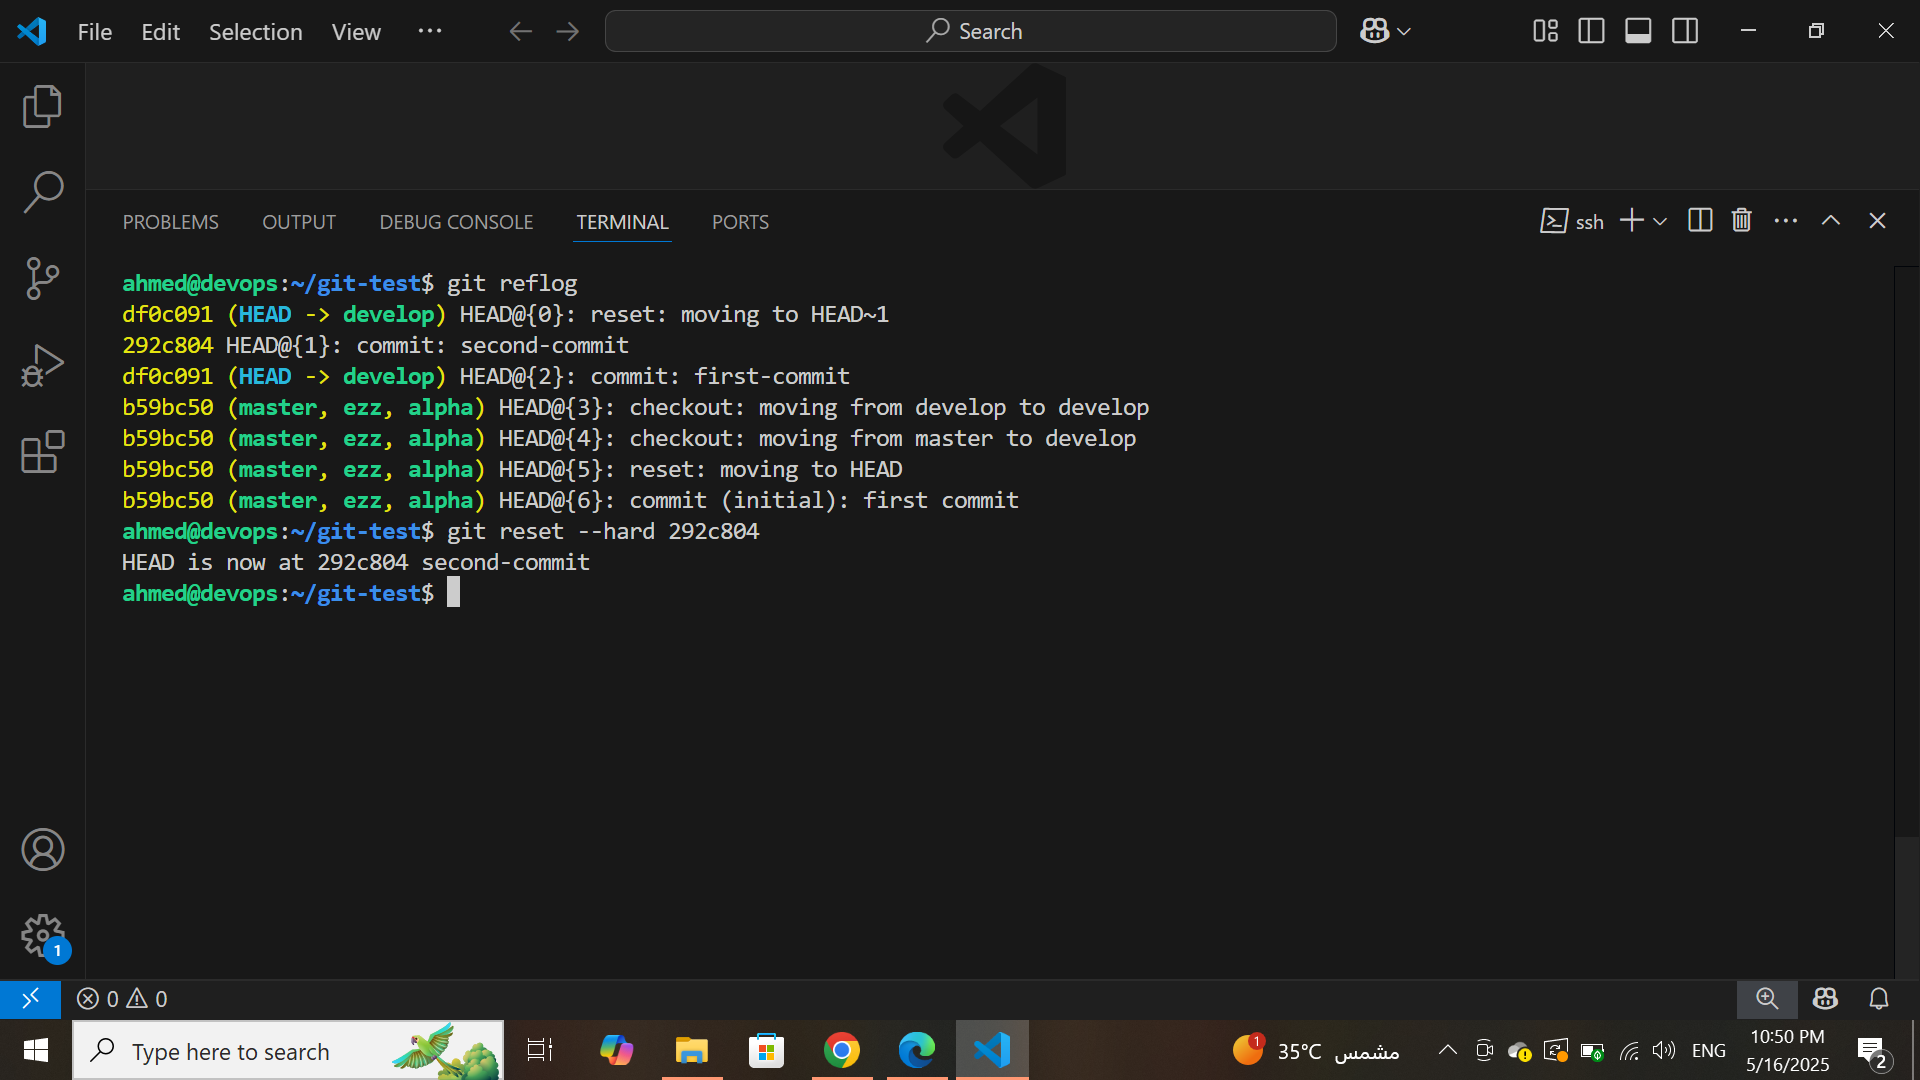 File Edit Selection View ··· Search
PROBLEMS OUTPUT DEBUG CONSOLE TERMINAL PORTS ssh
ahmed@devops:~/git-test$ git reflog
df0c091 (HEAD -> develop) HEAD@{0}: reset: moving to HEAD~1
292c804 HEAD@{1}: commit: second-commit
df0c091 (HEAD -> develop) HEAD@{2}: commit: first-commit
b59bc50 (master, ezz, alpha) HEAD@{3}: checkout: moving from develop to develop
b59bc50 (master, ezz, alpha) HEAD@{4}: checkout: moving from master to develop
b59bc50 (master, ezz, alpha) HEAD@{5}: reset: moving to HEAD
b59bc50 (master, ezz, alpha) HEAD@{6}: commit (initial): first commit
ahmed@devops:~/git-test$ git reset --hard 292c804
HEAD is now at 292c804 second-commit
ahmed@devops:~/git-test$
1
0 0
Type here to search 1 35°C مشمس ENG 10:50 PM
5/16/2025 2